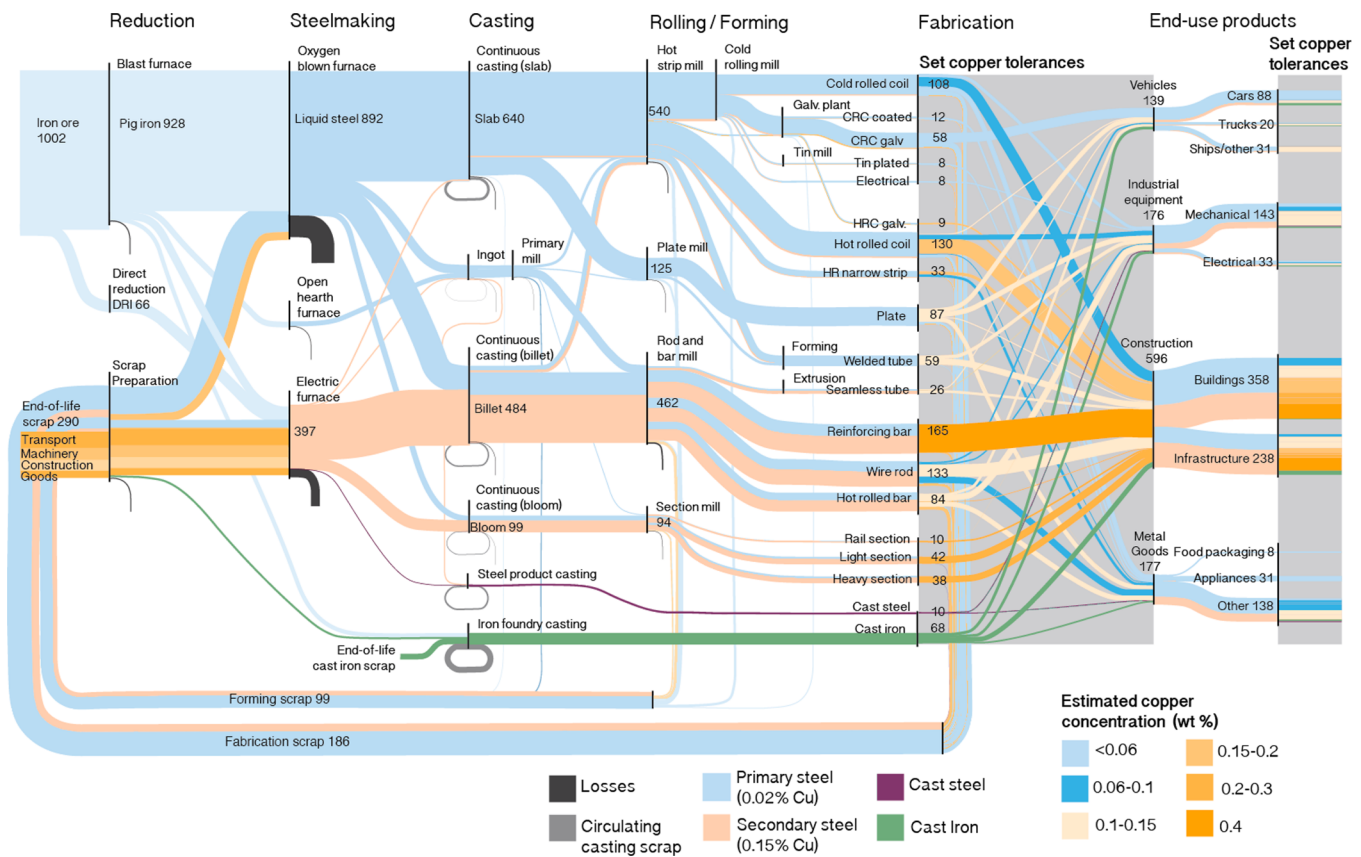 Reduction
Steelmaking
Casting
Rolling / Forming
Fabrication
End-use products
Blast furnace
Oxygen
blown furnace
Continuous
casting (slab)
Hot
strip mill
Cold
rolling mill
Set copper tolerances
Set copper
tolerances
Iron ore
1002
Pig iron 928
Liquid steel 892
Slab 640
540
Galv. plant
Tin mill
Cold rolled coil
108
CRC coated
12
CRC galv
58
Tin plated
8
Electrical
8
HRC galv.
9
Hot rolled coil
130
HR narrow strip
33
Plate
87
Welded tube
59
Seamless tube
26
Reinforcing bar
165
Wire rod
133
Hot rolled bar
84
Rail section
10
Light section
42
Heavy section
38
Cast steel
10
Cast iron
68
Vehicles
139
Cars 88
Trucks 20
Ships/other 31
Industrial
equipment
176
Mechanical 143
Electrical 33
Construction
596
Buildings 358
Infrastructure 238
Metal
Goods
177
Food packaging 8
Appliances 31
Other 138
Direct
reduction
DRI 66
Open
hearth
furnace
Ingot
Primary
mill
Plate mill
125
Forming
Extrusion
Scrap
Preparation
Electric
furnace
397
Continuous
casting (billet)
Billet 484
Rod and
bar mill
462
End-of-life
scrap 290
Transport
Machinery
Construction
Goods
Continuous
casting (bloom)
Bloom 99
Section mill
94
Steel product casting
Iron foundry casting
End-of-life
cast iron scrap
Forming scrap 99
Fabrication scrap 186
Losses
Circulating
casting scrap
Primary steel
(0.02% Cu)
Secondary steel
(0.15% Cu)
Cast steel
Cast Iron
Estimated copper
concentration (wt %)
<0.06
0.06-0.1
0.1-0.15
0.15-0.2
0.2-0.3
0.4